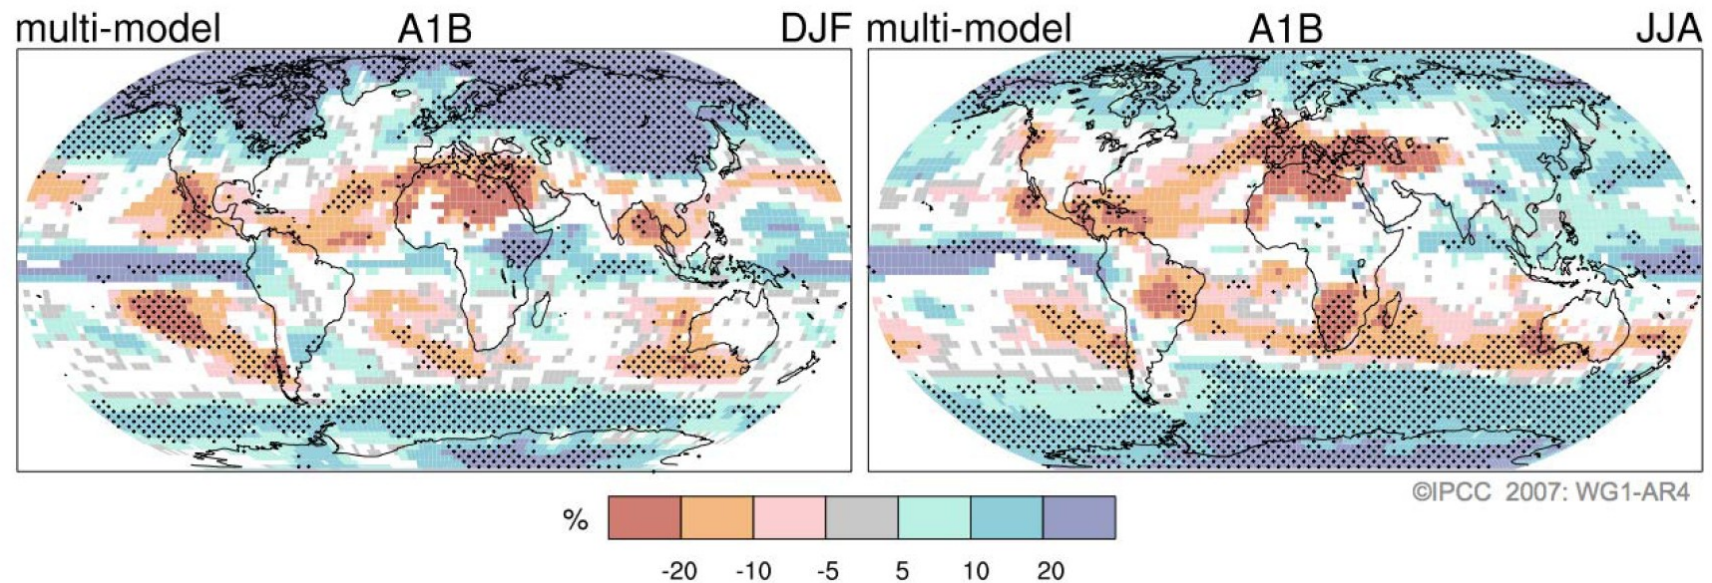 multi-model A1B DJF
multi-model A1B JJA
©IPCC 2007: WG1-AR4
%
-20 -10 -5 5 10 20